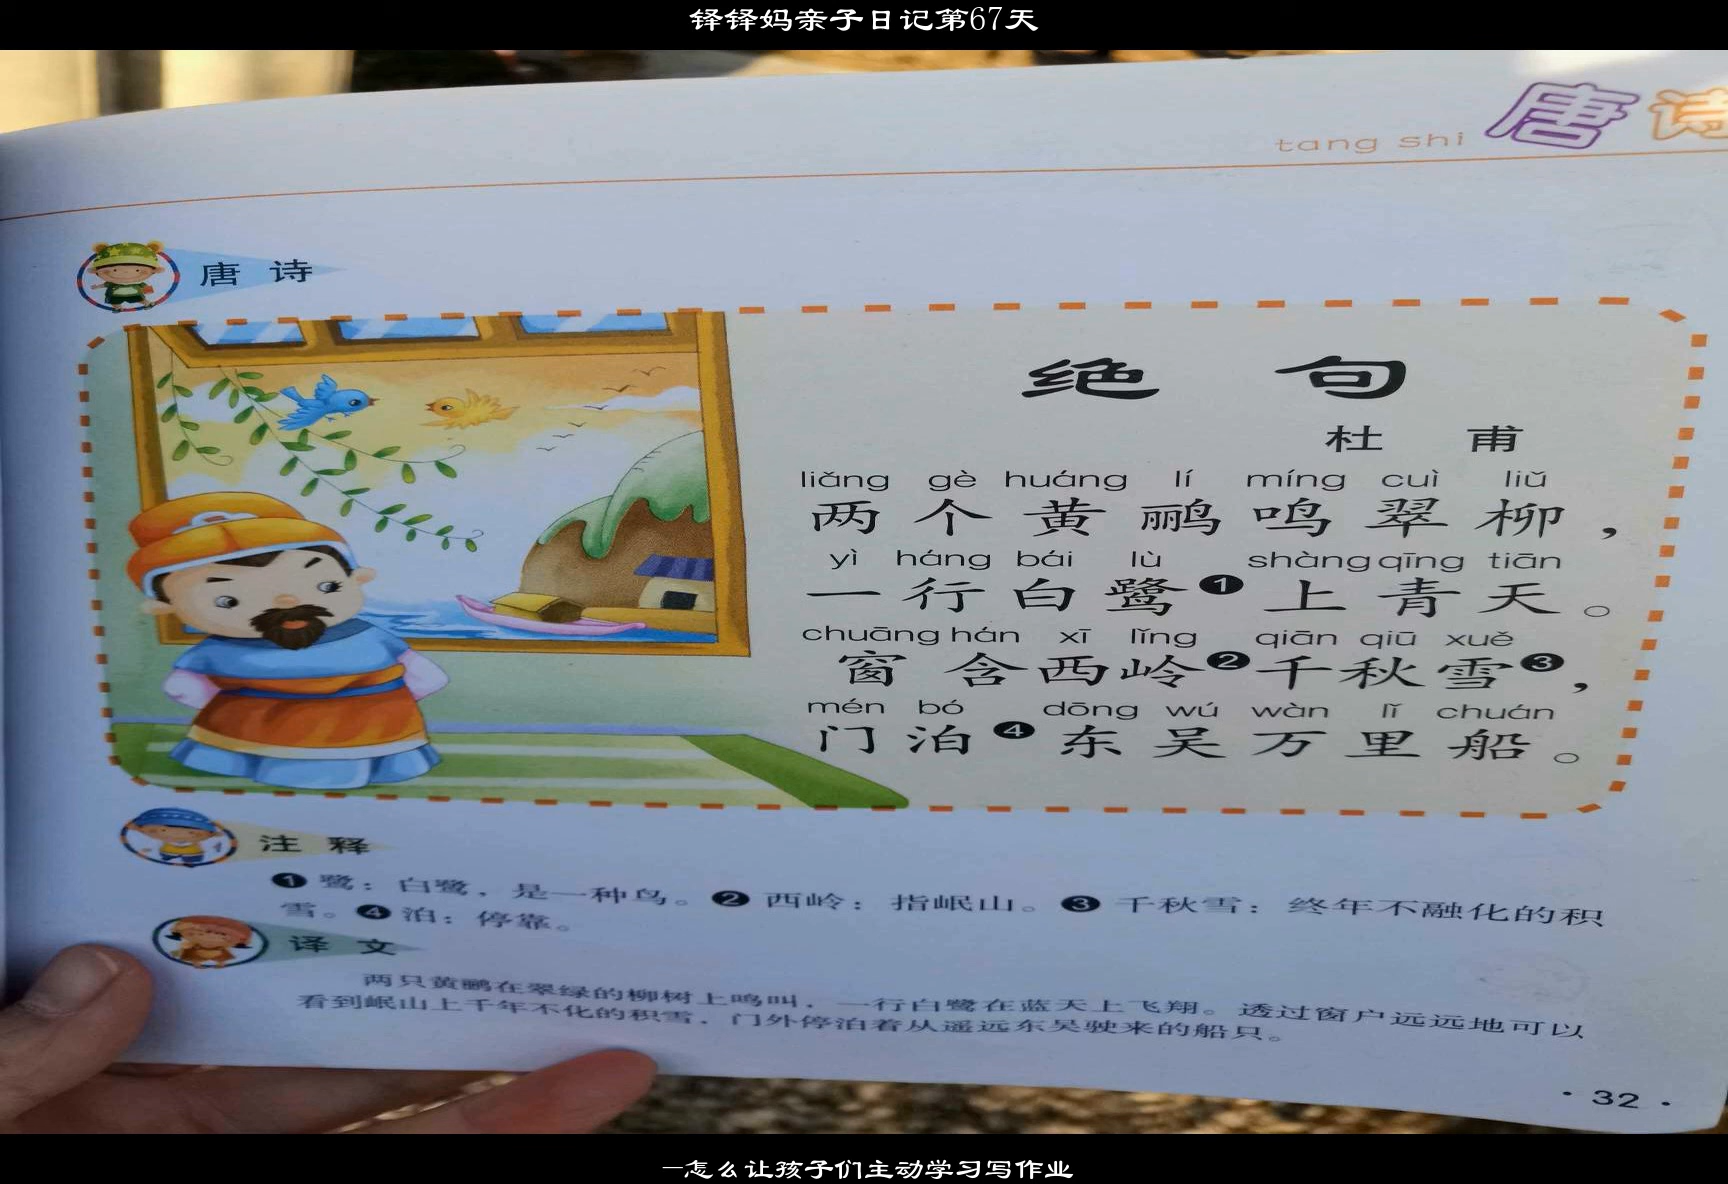 铎铎妈亲子日记第67天
tang shi 唐诗
唐 诗
绝 句
杜 甫
liǎng gè huáng lí míng cuì liǔ
两个黄鹂鸣翠柳，
yì háng bái lù shàng qīng tiān
一行白鹭❶上青天。
chuāng hán xī lǐng qiān qiū xuě
窗含西岭❷千秋雪❸，
mén bó dōng wú wàn lǐ chuán
门泊❹东吴万里船。
注 释
❶ 鹭：白鹭，是一种鸟。❷ 西岭：指岷山。❸ 千秋雪：终年不融化的积
雪。❹ 泊：停靠。
译 文
两只黄鹂在翠绿的柳树上鸣叫，一行白鹭在蓝天上飞翔。透过窗户远远地可以
看到岷山上千年不化的积雪，门外停泊着从遥远东吴驶来的船只。
·32·
—怎么让孩子们主动学习写作业